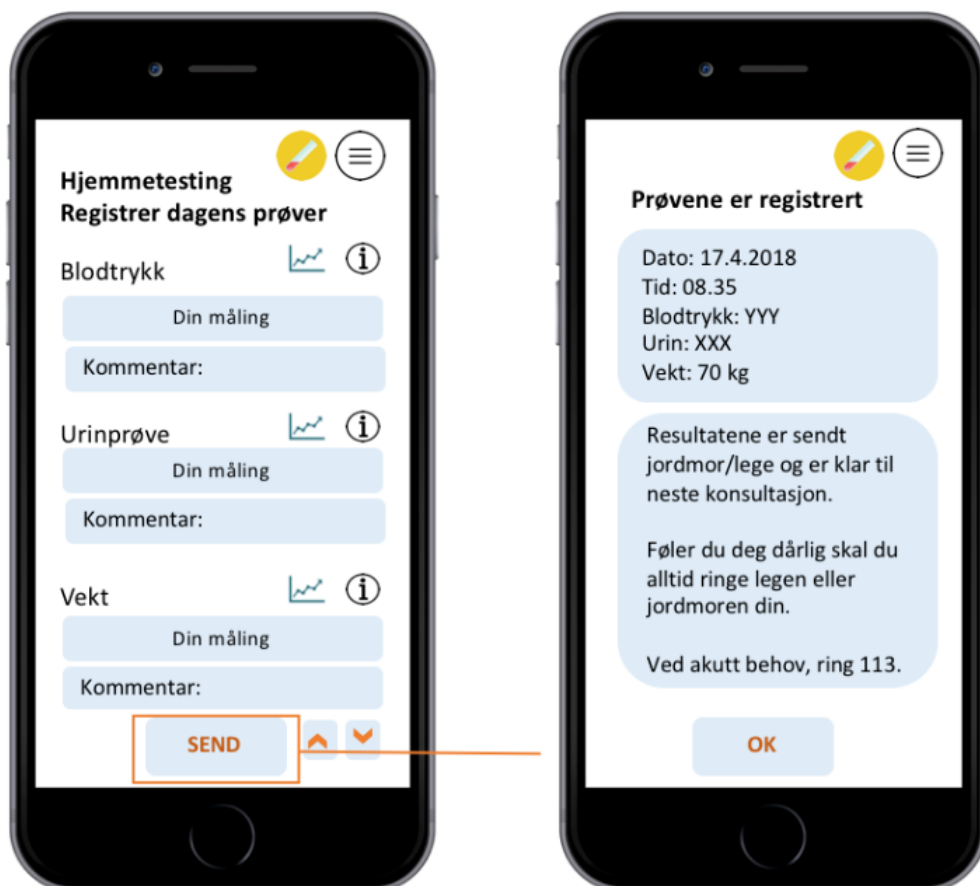 Hjemmetesting
Registrer dagens prøver
Blodtrykk
Din måling
Kommentar:
Urinprøve
Din måling
Kommentar:
Vekt
Din måling
Kommentar:
SEND
Prøvene er registrert
Dato: 17.4.2018
Tid: 08.35
Blodtrykk: YYY
Urin: XXX
Vekt: 70 kg
Resultatene er sendt
jordmor/lege og er klar til
neste konsultasjon.
Føler du deg dårlig skal du
alltid ringe legen eller
jordmoren din.
Ved akutt behov, ring 113.
OK